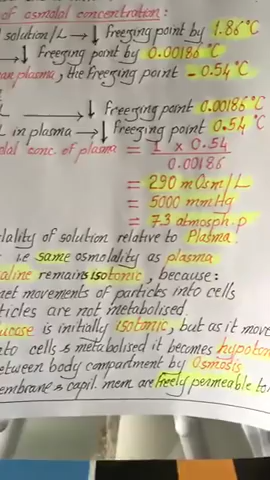 of osmolal concentration:
solution/L → ↓ freezing point by 1.86°C
↓ freezing point by 0.00186°C
plasma, the freezing point - 0.54°C
↓ freezing point 0.00186°C
L in plasma → ↓ freezing point 0.54°C
conc of plasma = 1 x 0.54
0.00186
= 290 mOsm/L
= 5000 mmHg
= 7.3 atmosph.p
lality of solution relative to Plasma.
i.e same osmolality as plasma
aline remains isotonic, because:
net movements of particles into cells
ticles are not metabolised
ucose is initially isotonic, but as it move
to cells & metabolised it becomes hypoton
etween body compartment by Osmosis
embrane & capil. mem are freely permeable to